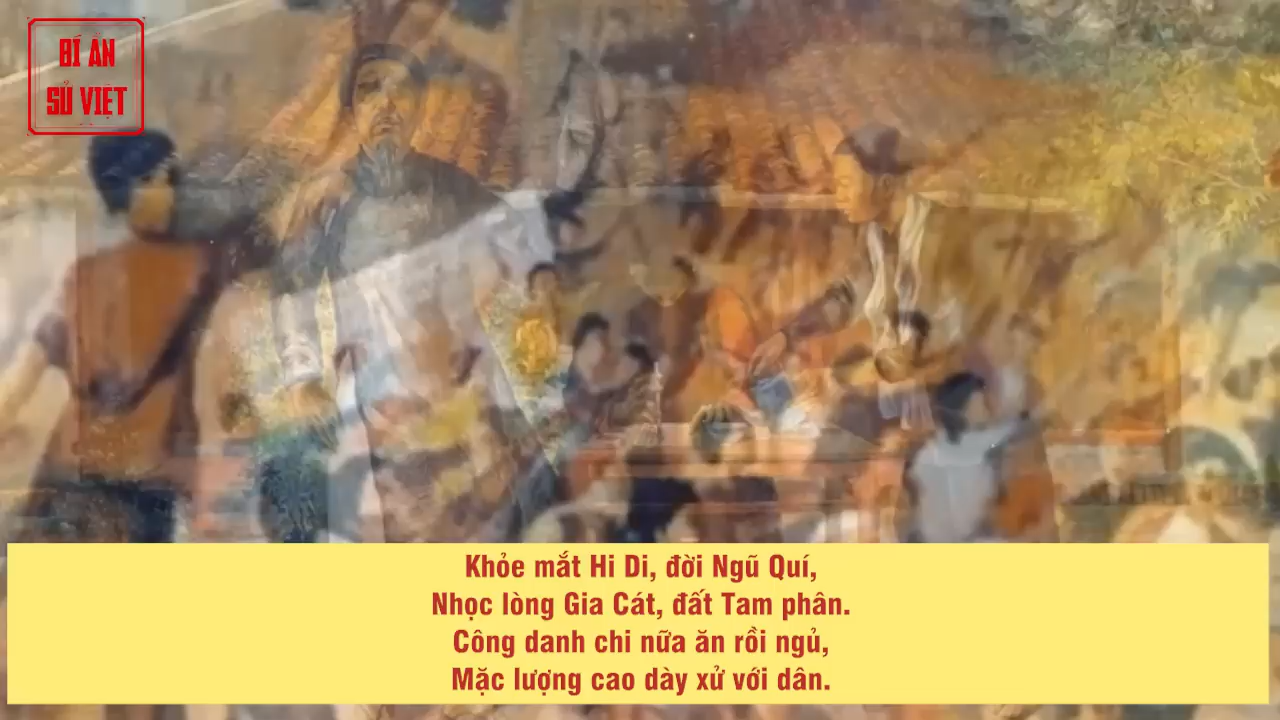 BÍ ẨN
SỬ VIỆT
Khỏe mắt Hi Di, đời Ngũ Quí,
Nhọc lòng Gia Cát, đất Tam phân.
Công danh chi nữa ăn rồi ngủ,
Mặc lượng cao dày xử với dân.